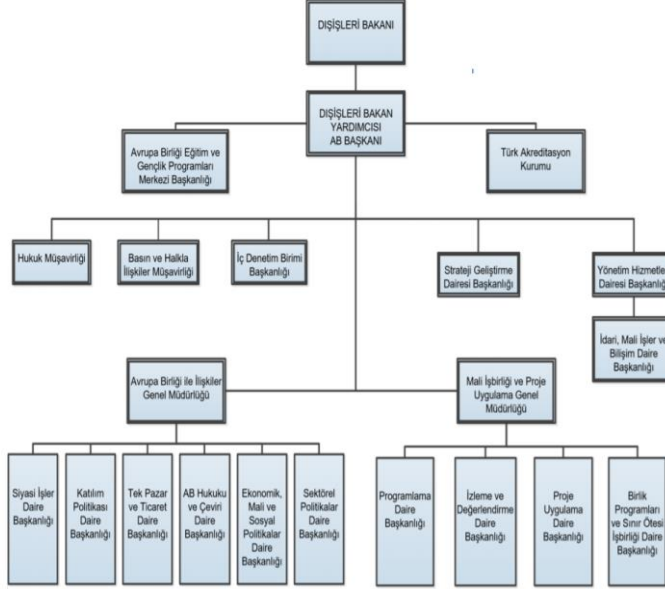 DIŞİŞLERİ BAKANI
DIŞİŞLERİ BAKAN
YARDIMCISI
AB BAŞKANI
Avrupa Birliği Eğitim ve
Gençlik Programları
Merkezi Başkanlığı
Türk Akreditasyon
Kurumu
Hukuk Müşavirliği
Basın ve Halkla
İlişkiler Müşavirliği
İç Denetim Birimi
Başkanlığı
Strateji Geliştirme
Dairesi Başkanlığı
Yönetim Hizmetle
Dairesi Başkanlığ
İdari, Mali İşler ve
Bilişim Daire
Başkanlığı
Avrupa Birliği ile İlişkiler
Genel Müdürlüğü
Mali İşbirliği ve Proje
Uygulama Genel
Müdürlüğü
Siyasi İşler
Daire
Başkanlığı
Katılım
Politikası
Daire
Başkanlığı
Tek Pazar
ve Ticaret
Daire
Başkanlığı
AB Hukuku
ve Çeviri
Daire
Başkanlığı
Ekonomik,
Mali ve
Sosyal
Politikalar
Daire
Başkanlığı
Sektörel
Politikalar
Daire
Başkanlığı
Programlama
Daire
Başkanlığı
İzleme ve
Değerlendirme
Daire
Başkanlığı
Proje
Uygulama
Daire
Başkanlığı
Birlik
Programları
ve Sınır Ötesi
İşbirliği Daire
Başkanlığı